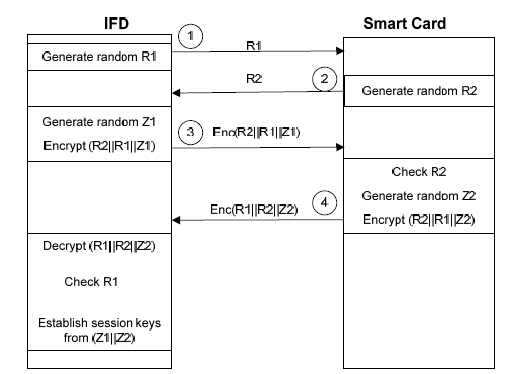 IFD
Smart Card
1
R1
Generate random R1
R2
2
Generate random R2
Generate random Z1
Encrypt (R2||R1||Z1)
3
Enc(R2||R1||Z1)
Check R2
Generate random Z2
Encrypt (R2||R1||Z2)
Enc(R1||R2||Z2)
4
Decrypt (R1||R2||Z2)
Check R1
Establish session keys
from (Z1||Z2)